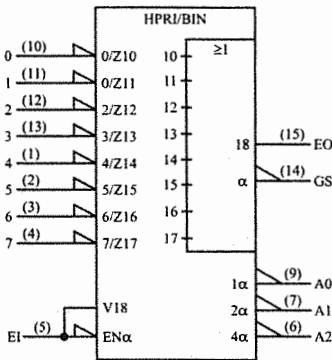 HPRI/BIN
≥1
0 (10) 0/Z10 10
1 (11) 0/Z11 11
2 (12) 2/Z12 12
3 (13) 3/Z13 13
18 (15) EO
4 (1) 4/Z14 14
α (14) GS
5 (2) 5/Z15 15
6 (3) 6/Z16 16
7 (4) 7/Z17 17
1α (9) A0
V18
2α (7) A1
EI (5) ENα
4α (6) A2